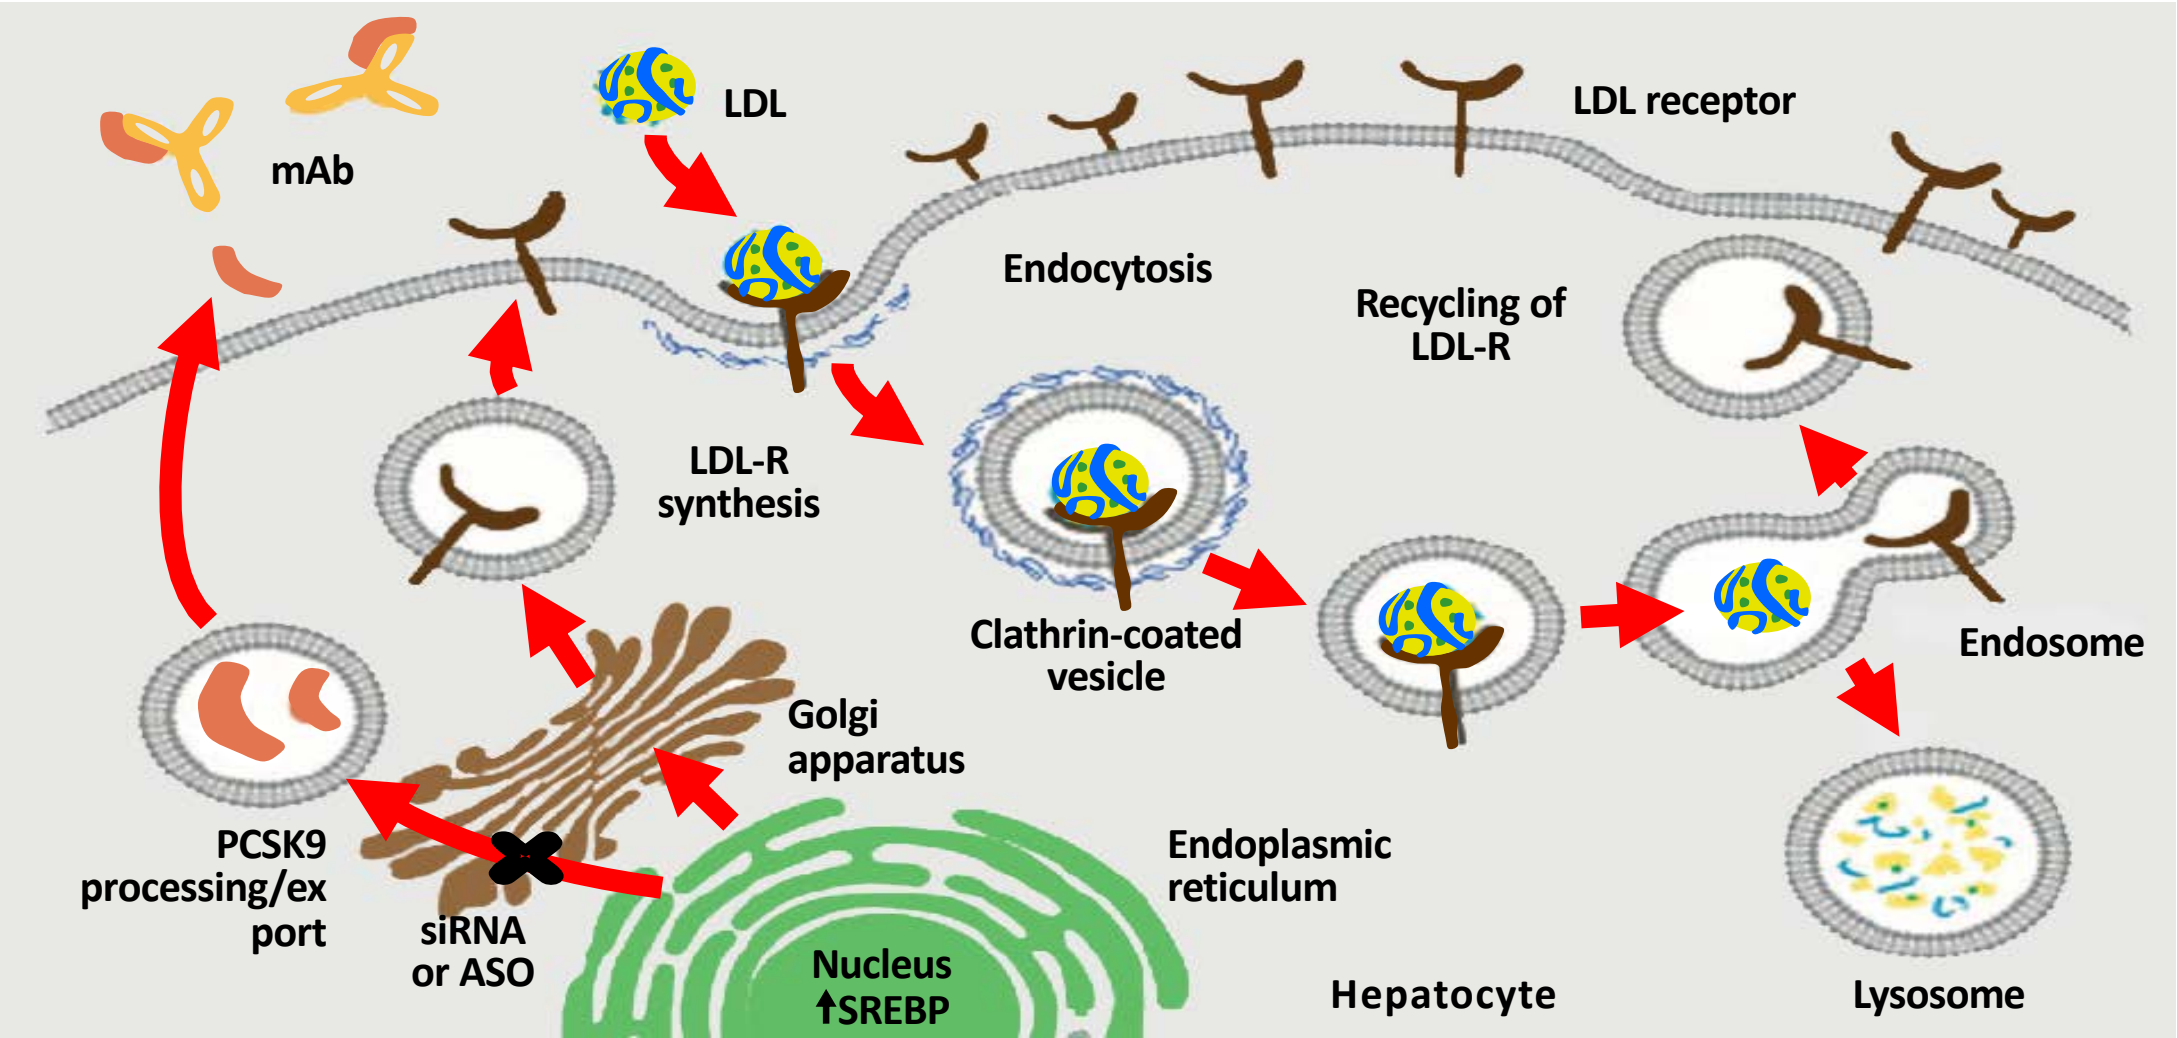 LDL
LDL receptor
mAb
Endocytosis
Recycling of
LDL-R
LDL-R
synthesis
Clathrin-coated
vesicle
Endosome
Golgi
apparatus
PCSK9
processing/ex
port
Endoplasmic
reticulum
siRNA
or ASO
Nucleus
↑SREBP
Hepatocyte
Lysosome